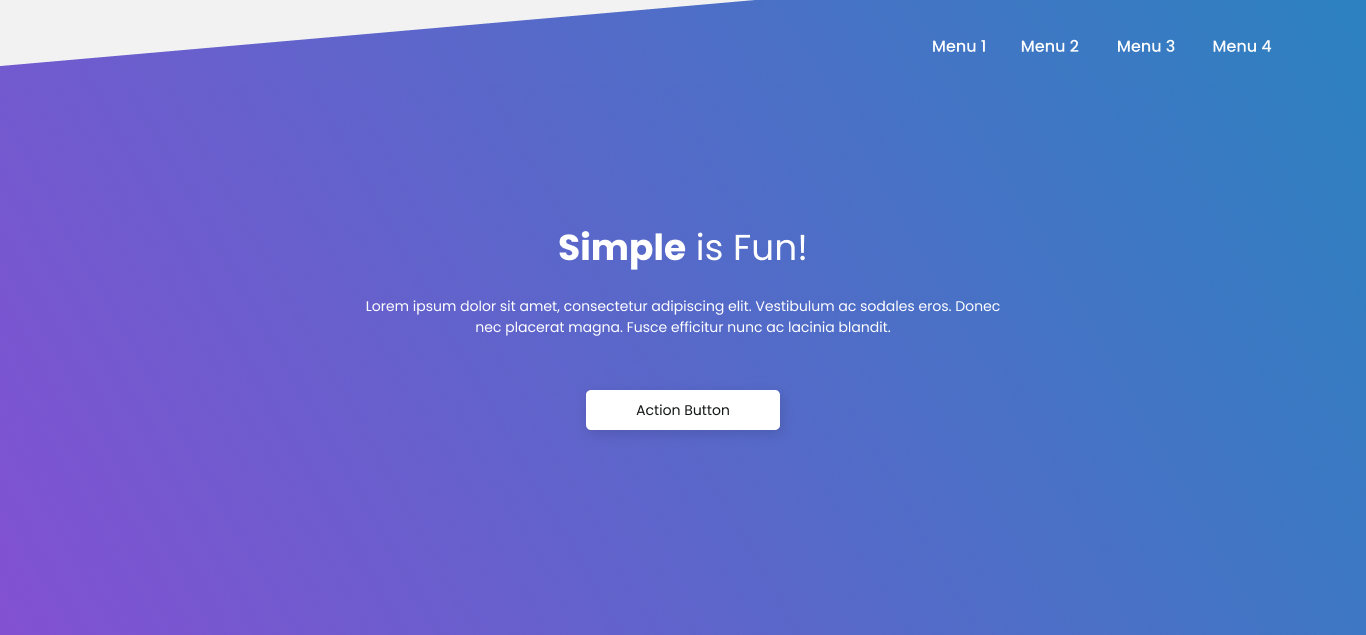 Menu 1 Menu 2 Menu 3 Menu 4
Simple is Fun!
Lorem ipsum dolor sit amet, consectetur adipiscing elit. Vestibulum ac sodales eros. Donec
nec placerat magna. Fusce efficitur nunc ac lacinia blandit.
Action Button